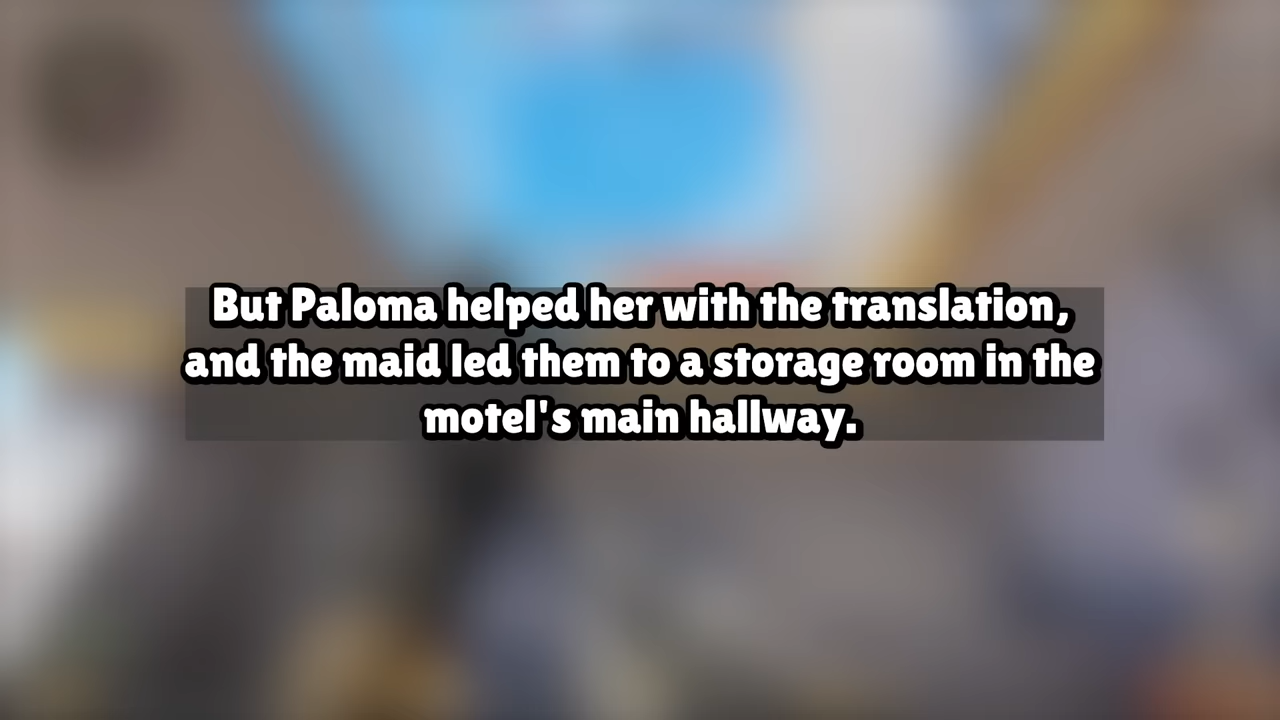 But Paloma helped her with the translation,
and the maid led them to a storage room in the
motel's main hallway.